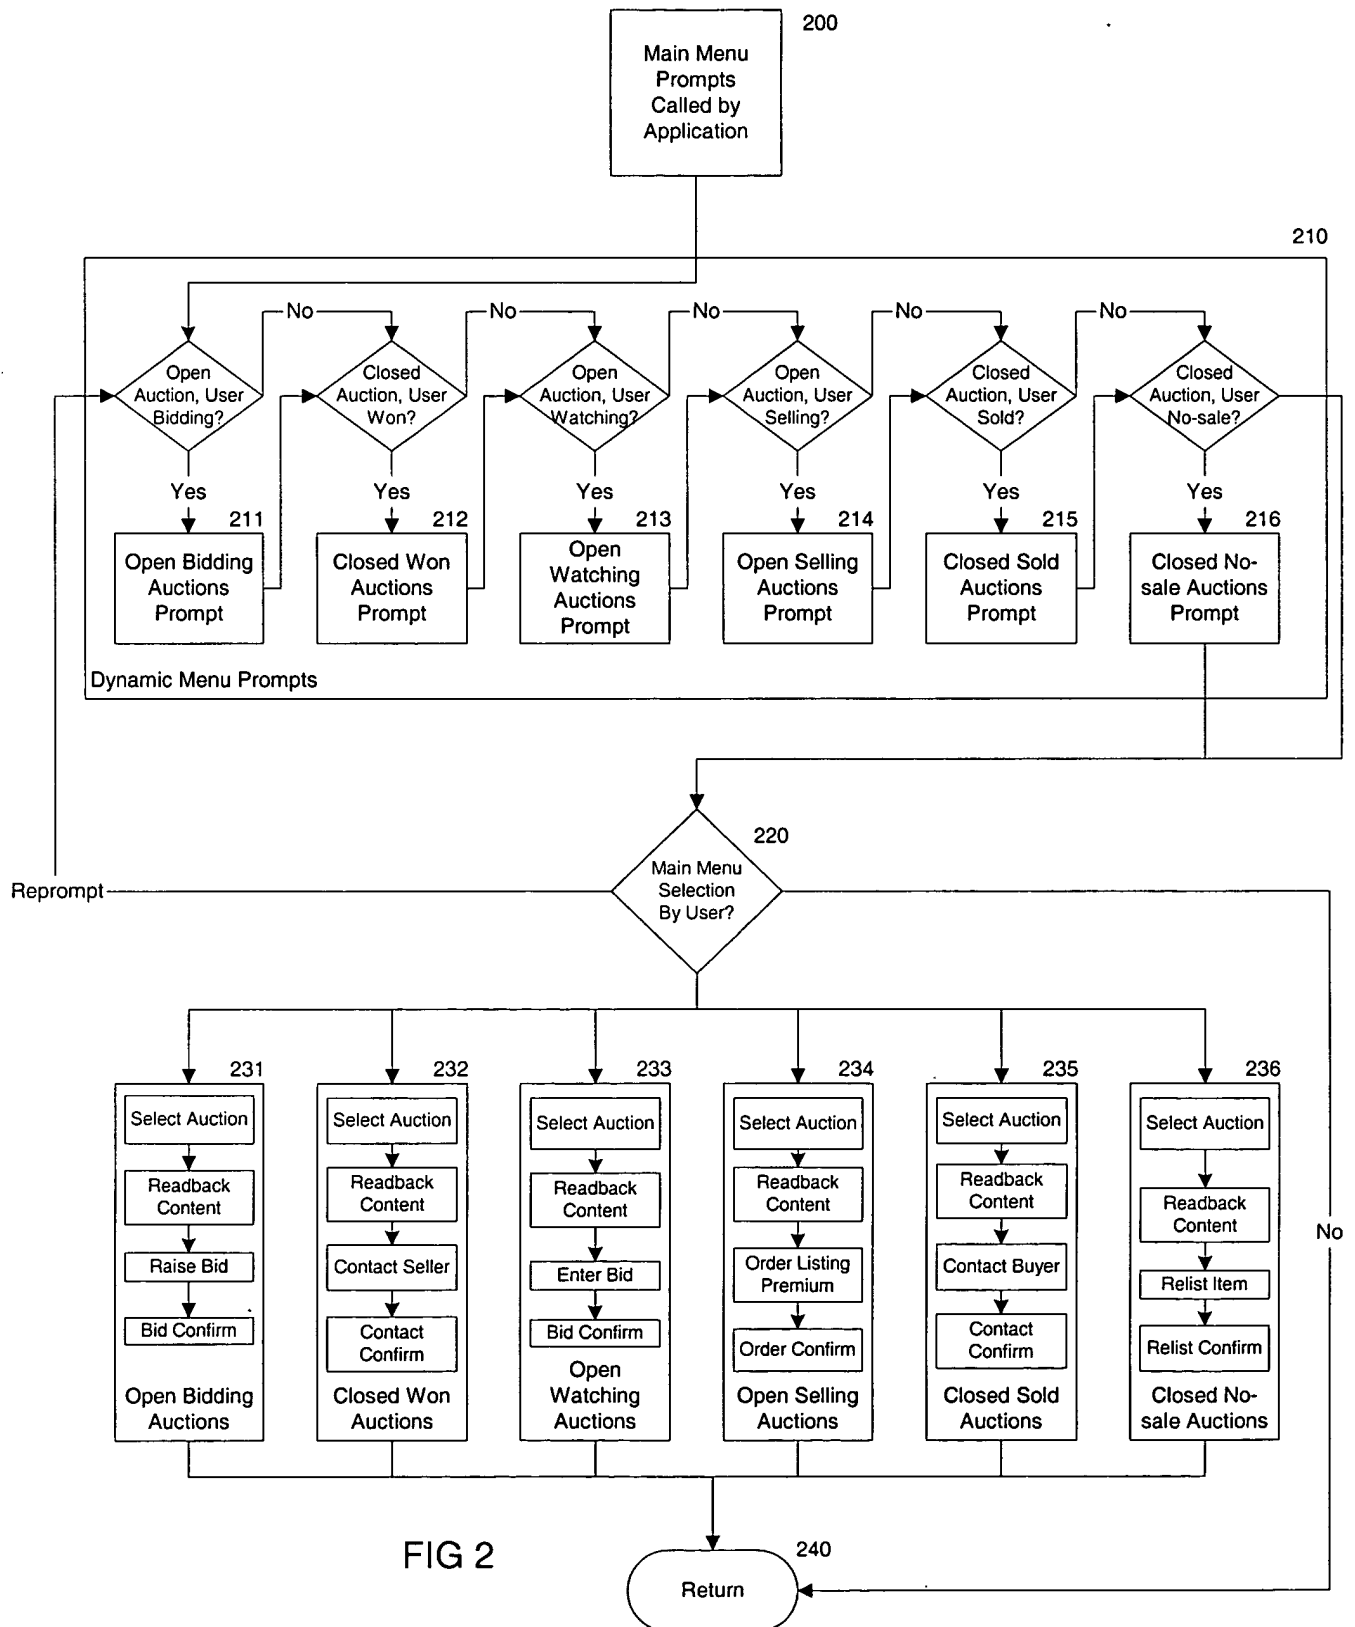 200
Main Menu
Prompts
Called by
Application
210
No
No
No
No
No
Open
Auction, User
Bidding?
Closed
Auction, User
Won?
Open
Auction, User
Watching?
Open
Auction, User
Selling?
Closed
Auction, User
Sold?
Closed
Auction, User
No-sale?
Yes
Yes
Yes
Yes
Yes
Yes
211
Open Bidding
Auctions
Prompt
212
Closed Won
Auctions
Prompt
213
Open
Watching
Auctions
Prompt
214
Open Selling
Auctions
Prompt
215
Closed Sold
Auctions
Prompt
216
Closed No-
sale Auctions
Prompt
Dynamic Menu Prompts
220
Main Menu
Selection
By User?
Reprompt
No
231
Select Auction
Readback
Content
Raise Bid
Bid Confirm
Open Bidding
Auctions
232
Select Auction
Readback
Content
Contact Seller
Contact
Confirm
Closed Won
Auctions
233
Select Auction
Readback
Content
Enter Bid
Bid Confirm
Open
Watching
Auctions
234
Select Auction
Readback
Content
Order Listing
Premium
Order Confirm
Open Selling
Auctions
235
Select Auction
Readback
Content
Contact Buyer
Contact
Confirm
Closed Sold
Auctions
236
Select Auction
Readback
Content
Relist Item
Relist Confirm
Closed No-
sale Auctions
FIG 2
240
Return